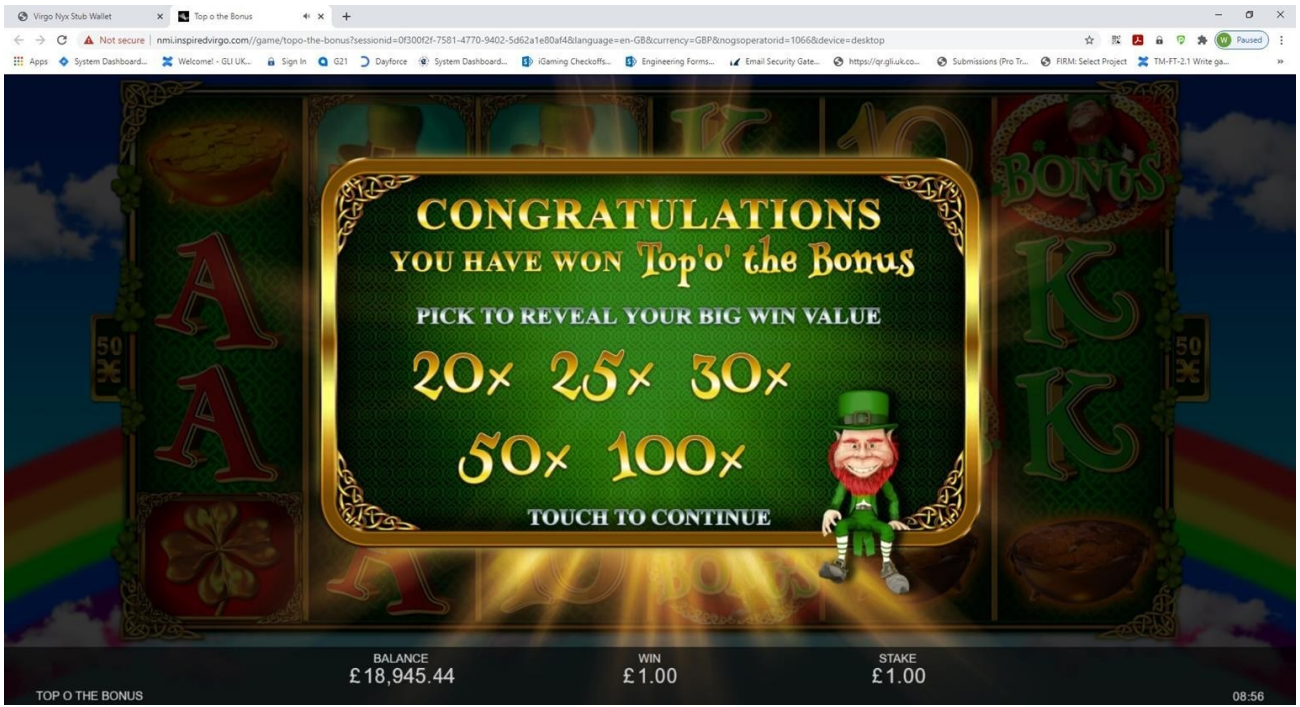 Virgo Nyx Stub Wallet
Top o the Bonus
Not secure
nmi.inspiredvirgo.com//game/topo-the-bonus?sessionid=0f300f2f-7581-4770-9402-5d62a1e80af4&language=en-GB&currency=GBP&nogsoperatorid=1066&device=desktop
W Paused
Apps System Dashboard... Welcome! - GLI UK... Sign In G21 Dayforce System Dashboard... iGaming Checkoffs... Engineering Forms... Email Security Gate... https://qr.gli.uk.co... Submissions (Pro Tr... FIRM: Select Project TM-FT-2.1 Write ga... »
K 10 BONUS
CONGRATULATIONS
YOU HAVE WON Top'o' the Bonus
PICK TO REVEAL YOUR BIG WIN VALUE
A K
50 50
20x 25x 30x
A K
50x 100x
TOUCH TO CONTINUE
A 10 BONUS
BALANCE WIN STAKE
£18,945.44 £1.00 £1.00
TOP O THE BONUS 08:56